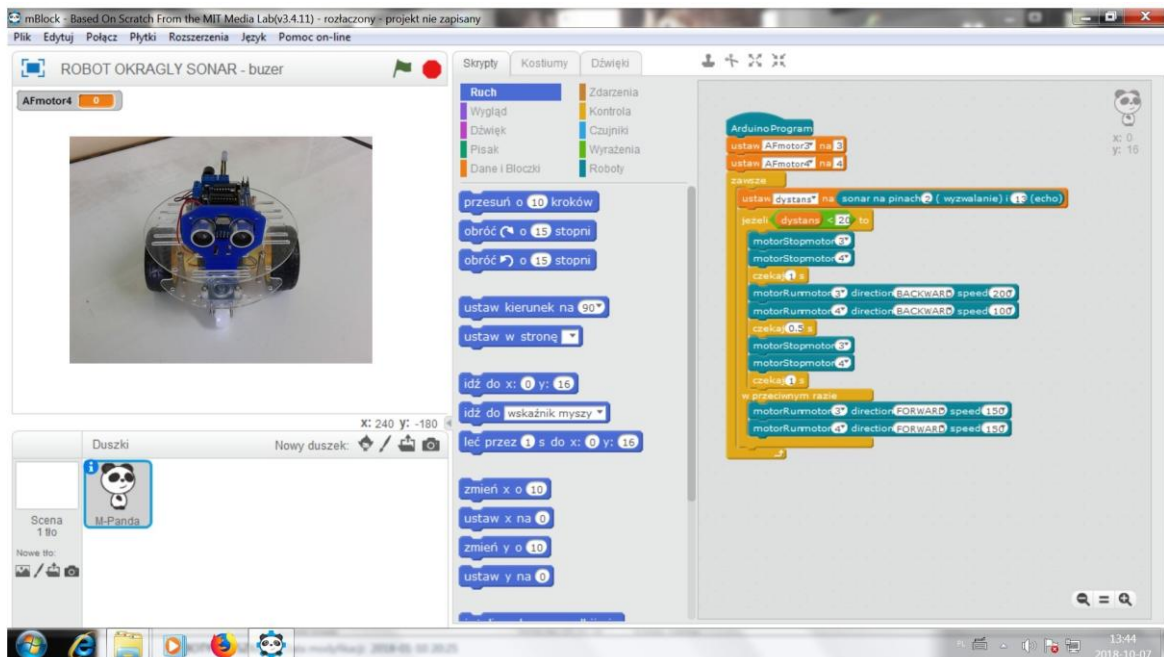 mBlock - Based On Scratch From the MIT Media Lab(v3.4.11) - rozłaczony - projekt nie zapisany
Plik Edytuj Połącz Płytki Rozszerzenia Język Pomoc on-line
ROBOT OKRAGLY SONAR - buzer
AFmotor4 0
X: 240 y: -180
Duszki Nowy duszek:
Scena
1 tło
M-Panda
Nowe tło:
Skrypty Kostiumy Dźwięki
Ruch Zdarzenia
Wygląd Kontrola
Dźwięk Czujniki
Pisak Wyrażenia
Dane i Bloczki Roboty
przesuń o 10 kroków
obróć o 15 stopni
obróć o 15 stopni
ustaw kierunek na 90
ustaw w stronę
idź do x: 0 y: 16
idź do wskaźnik myszy
leć przez 1 s do x: 0 y: 16
zmień x o 10
ustaw x na 0
zmień y o 10
ustaw y na 0
x: 0
y: 16
Arduino Program
ustaw AFmotor3 na 3
ustaw AFmotor4 na 4
zawsze
ustaw dystans na sonar na pinach 2 ( wyzwalanie) i 13 (echo)
jeżeli dystans < 20 to
motorStopmotor 3
motorStopmotor 4
czekaj 1 s
motorRunmotor 3 direction BACKWARD speed 200
motorRunmotor 4 direction BACKWARD speed 100
czekaj 0.5 s
motorStopmotor 3
motorStopmotor 4
czekaj 1 s
w przeciwnym razie
motorRunmotor 3 direction FORWARD speed 150
motorRunmotor 4 direction FORWARD speed 150
2018-01-10 20:25
PL
13:44
2018-10-07